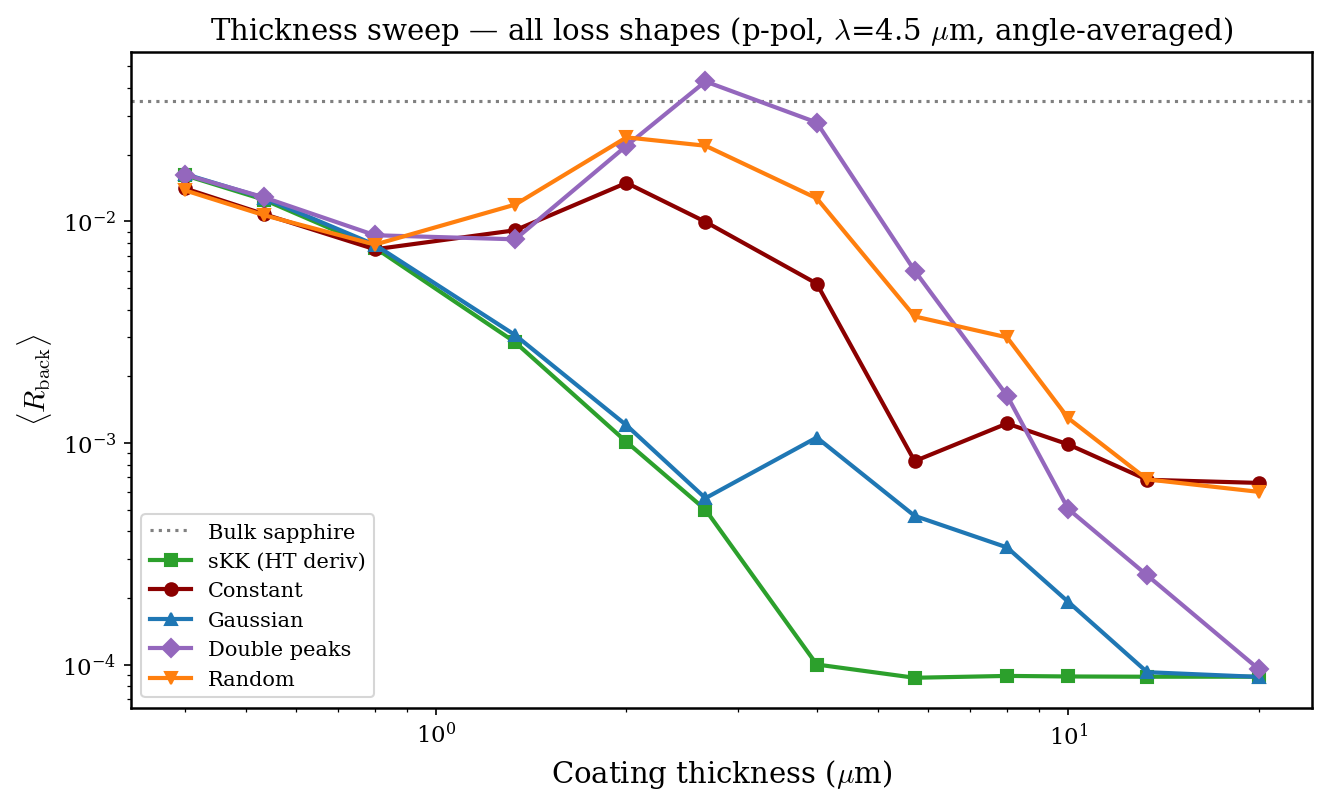 Thickness sweep — all loss shapes (p-pol, λ=4.5 μm, angle-averaged)
⟨R_back⟩
10⁻²
10⁻³
10⁻⁴
Bulk sapphire
sKK (HT deriv)
Constant
Gaussian
Double peaks
Random
10⁰
10¹
Coating thickness (μm)